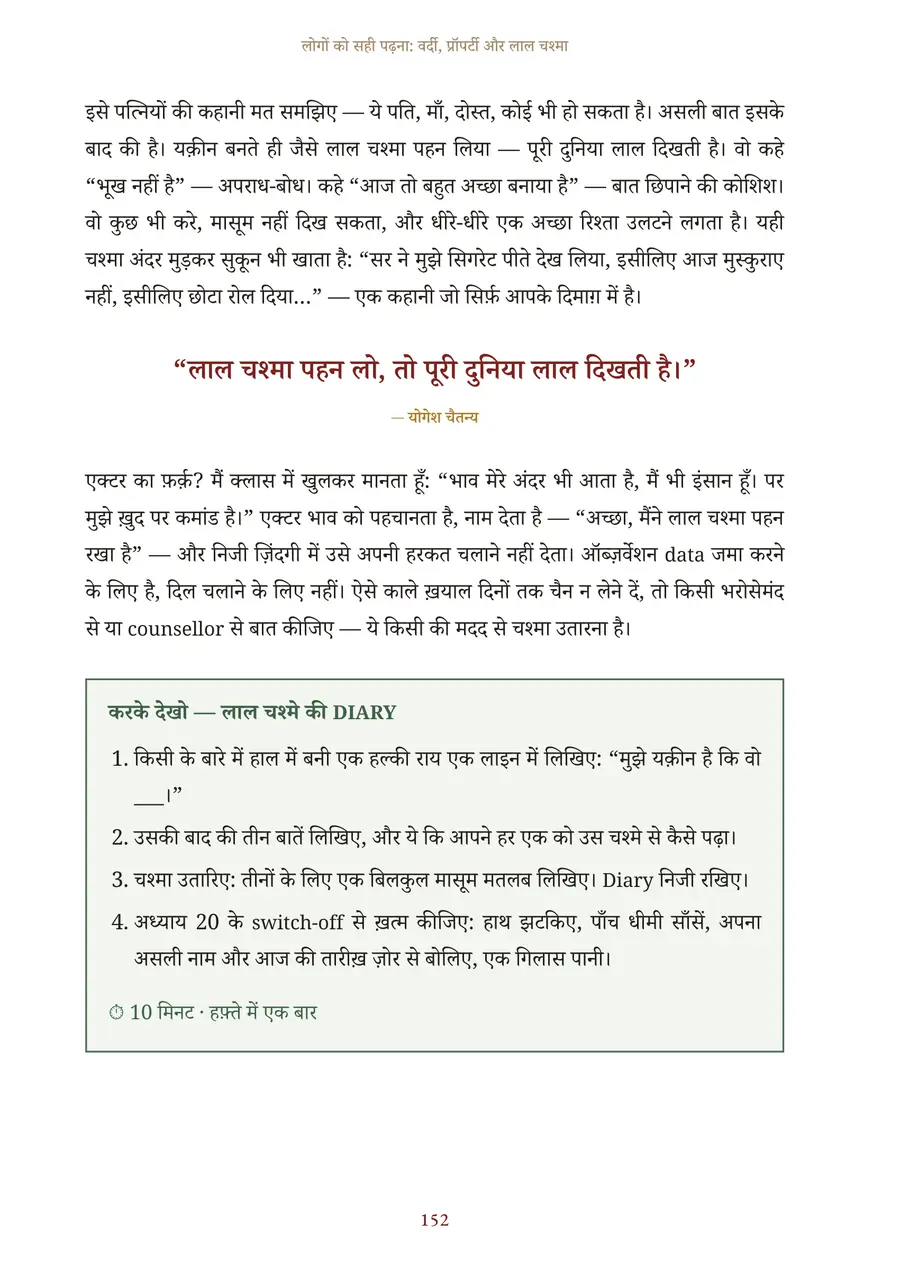 लोगों को सही पढ़ना: वर्दी, प्रॉपर्टी और लाल चश्मा
इसे पत्नियों की कहानी मत समझिए — ये पति, माँ, दोस्त, कोई भी हो सकता है। असली बात इसके
बाद की है। यक़ीन बनते ही जैसे लाल चश्मा पहन लिया — पूरी दुनिया लाल दिखती है। वो कहे
“भूख नहीं है” — अपराध-बोध। कहे “आज तो बहुत अच्छा बनाया है” — बात छिपाने की कोशिश।
वो कुछ भी करे, मासूम नहीं दिख सकता, और धीरे-धीरे एक अच्छा रिश्ता उलटने लगता है। यही
चश्मा अंदर मुड़कर सुकून भी खाता है: “सर ने मुझे सिगरेट पीते देख लिया, इसीलिए आज मुस्कुराए
नहीं, इसीलिए छोटा रोल दिया…” — एक कहानी जो सिर्फ़ आपके दिमाग़ में है।
“लाल चश्मा पहन लो, तो पूरी दुनिया लाल दिखती है।”
— योगेश चैतन्य
एक्टर का फ़र्क़? मैं क्लास में खुलकर मानता हूँ: “भाव मेरे अंदर भी आता है, मैं भी इंसान हूँ। पर
मुझे ख़ुद पर कमांड है।” एक्टर भाव को पहचानता है, नाम देता है — “अच्छा, मैंने लाल चश्मा पहन
रखा है” — और निजी ज़िंदगी में उसे अपनी हरकत चलाने नहीं देता। ऑब्ज़र्वेशन data जमा करने
के लिए है, दिल चलाने के लिए नहीं। ऐसे काले ख़याल दिनों तक चैन न लेने दें, तो किसी भरोसेमंद
से या counsellor से बात कीजिए — ये किसी की मदद से चश्मा उतारना है।
करके देखो — लाल चश्मे की DIARY
1. किसी के बारे में हाल में बनी एक हल्की राय एक लाइन में लिखिए: “मुझे यक़ीन है कि वो
___।”
2. उसकी बाद की तीन बातें लिखिए, और ये कि आपने हर एक को उस चश्मे से कैसे पढ़ा।
3. चश्मा उतारिए: तीनों के लिए एक बिलकुल मासूम मतलब लिखिए। Diary निजी रखिए।
4. अध्याय 20 के switch-off से ख़त्म कीजिए: हाथ झटकिए, पाँच धीमी साँसें, अपना
असली नाम और आज की तारीख़ ज़ोर से बोलिए, एक गिलास पानी।
⏱ 10 मिनट · हफ़्ते में एक बार
152